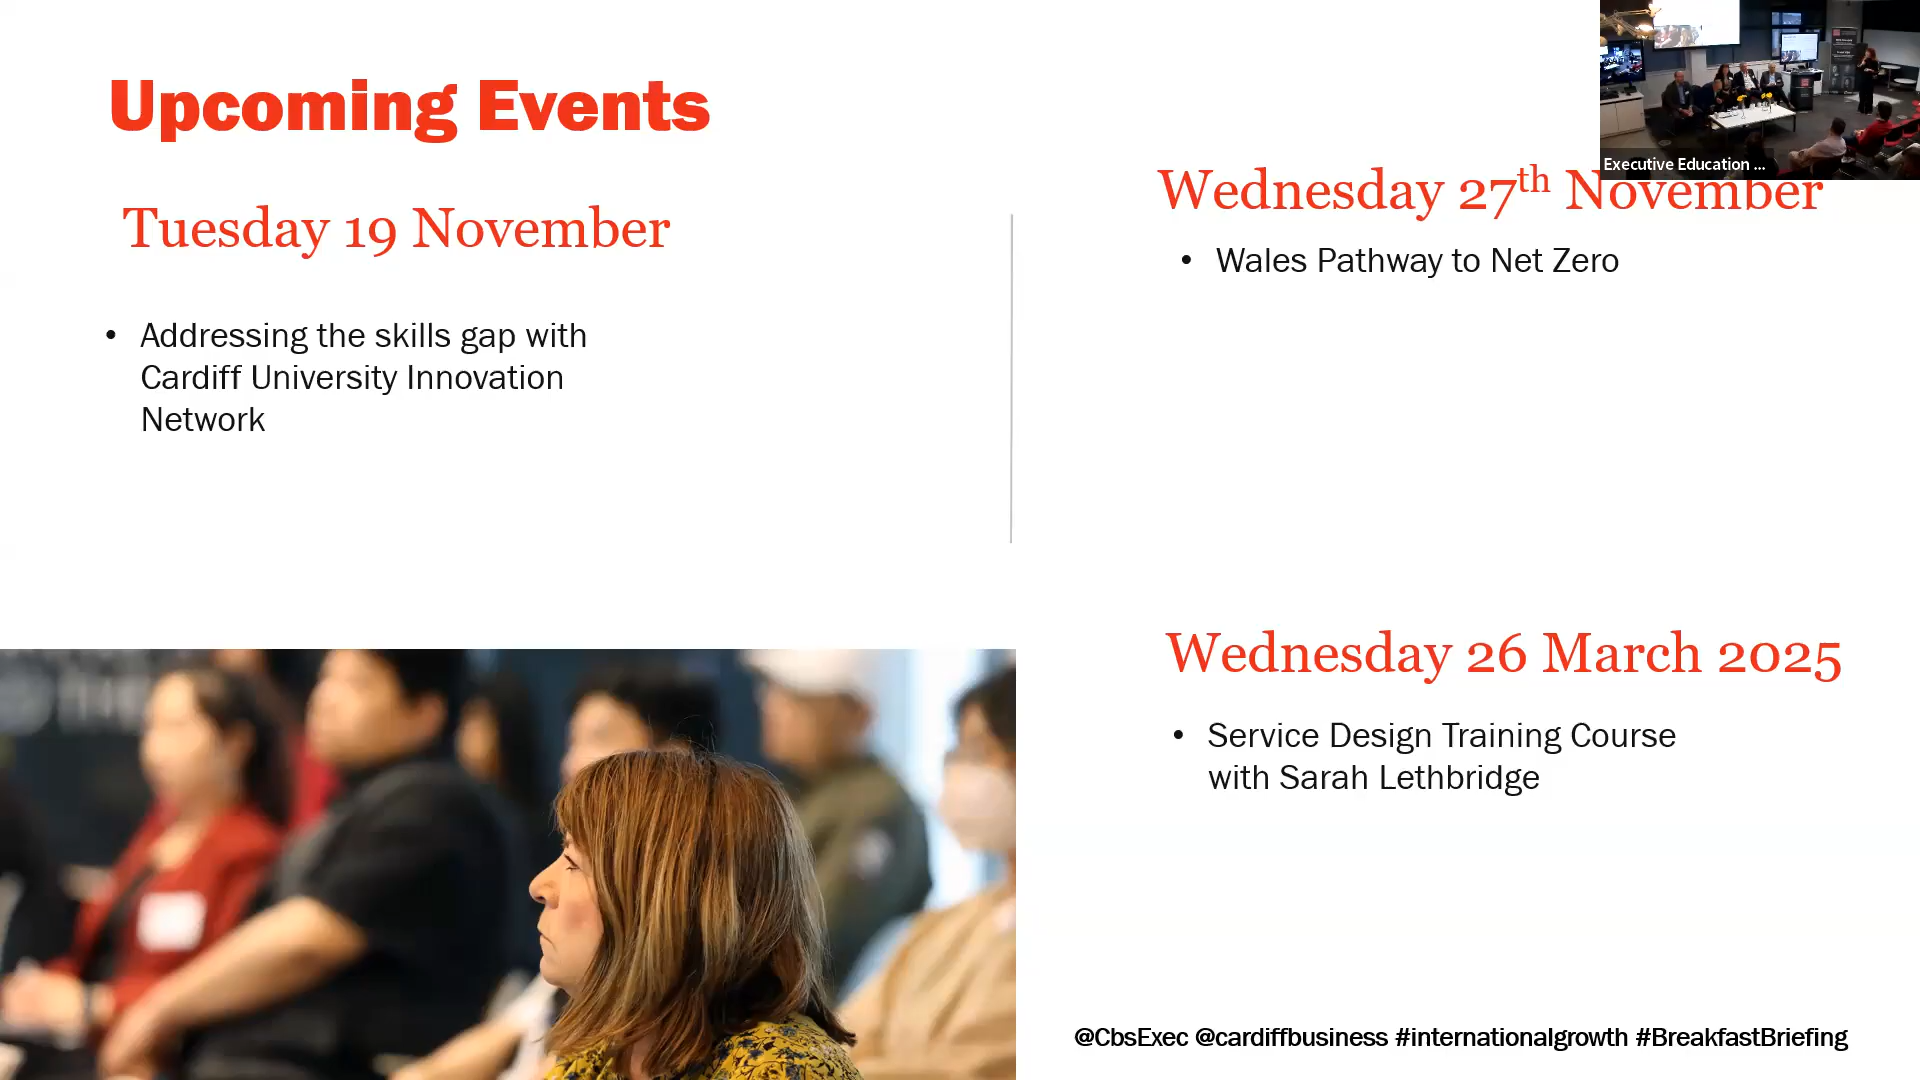 Upcoming Events
Tuesday 19 November
• Addressing the skills gap with
Cardiff University Innovation
Network
Executive Education ...
Wednesday 27th November
• Wales Pathway to Net Zero
Wednesday 26 March 2025
• Service Design Training Course
with Sarah Lethbridge
@CbsExec @cardiffbusiness #internationalgrowth #BreakfastBriefing